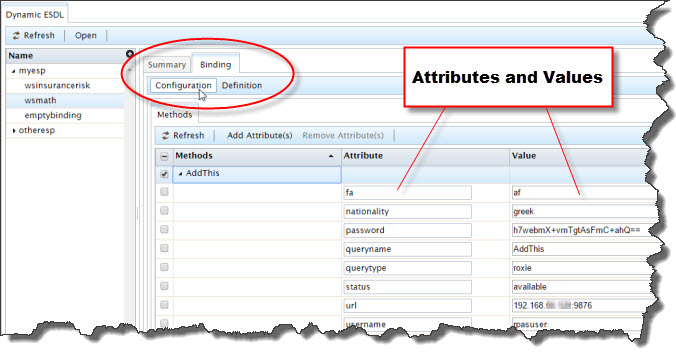 Dynamic ESDL
Refresh Open
Name
myesp
wsinsurancerisk
wsmath
emptybinding
otheresp
Summary Binding
Configuration Definition
Attributes and Values
Methods
Refresh Add Attribute(s) Remove Attribute(s)
Methods Attribute Value
AddThis
fa af
nationality greek
password h7webmX+vmTgtAsFmC+ahQ==
queryname AddThis
querytype roxie
status available
url 192.168. :9876
username rpasuser